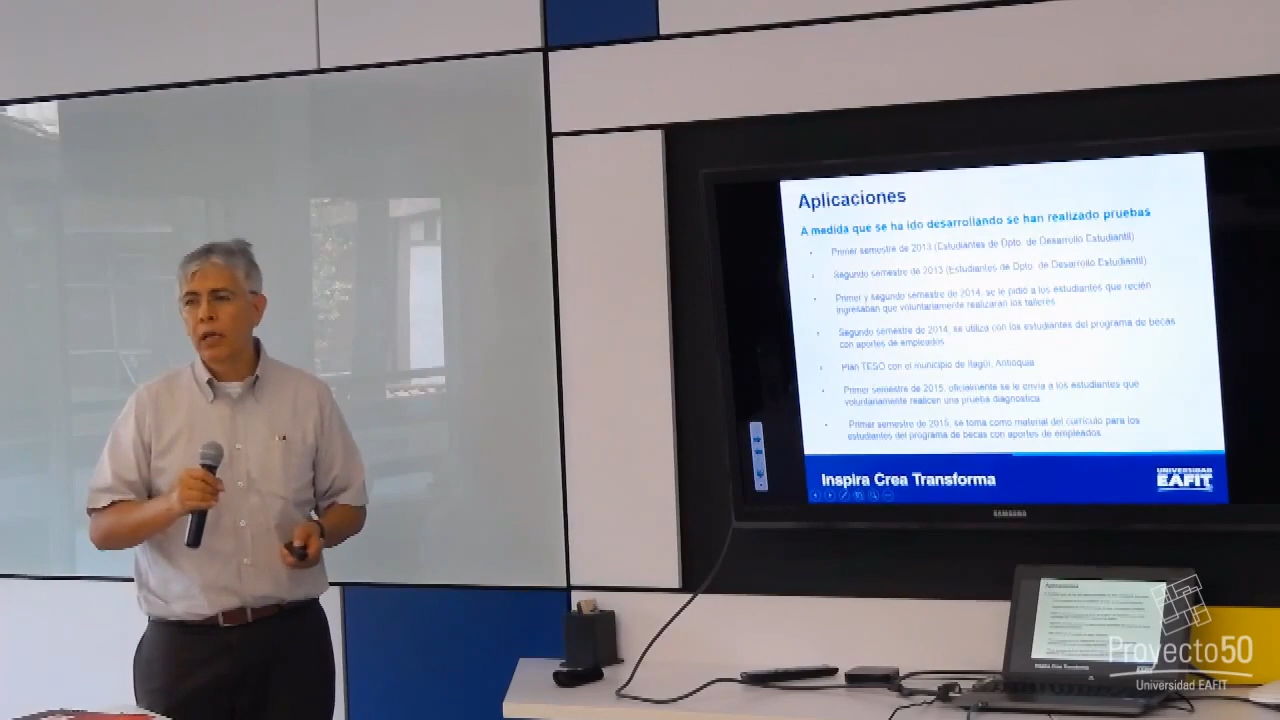 Aplicaciones
A medida que se ha ido desarrollando se han realizado pruebas
Primer semestre de 2013 (Estudiantes de Dpto. de Desarrollo Estudiantil)
Segundo semestre de 2013 (Estudiantes de Dpto. de Desarrollo Estudiantil)
Primer y segundo semestre de 2014, se le pidió a los estudiantes que recién
ingresaban que voluntariamente realizaran los talleres
Segundo semestre de 2014, se utiliza con los estudiantes del programa de becas
con aportes de empleados
Plan TESO con el municipio de Itagüí, Antioquia
Primer semestre de 2015, oficialmente se le envía a los estudiantes que
voluntariamente realicen una prueba diagnostica
Primer semestre de 2015, se toma como material del currículo para los
estudiantes del programa de becas con aportes de empleados
Inspira Crea Transforma
UNIVERSIDAD
EAFIT
SAMSUNG
Aplicaciones
Inspira Crea Transforma
Proyecto50
Universidad EAFIT